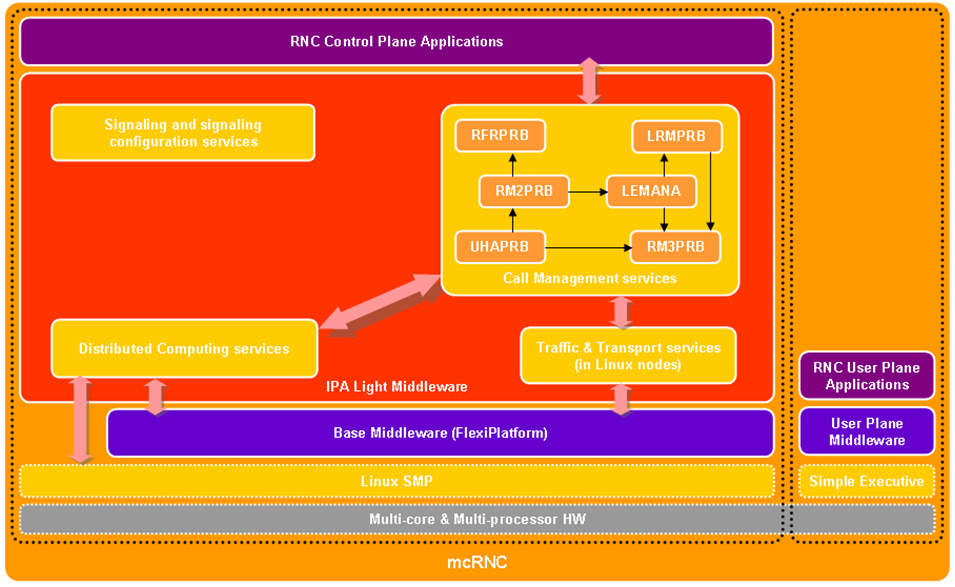 RNC Control Plane Applications
Signaling and signaling
configuration services
RFRPRB
LRMPRB
RM2PRB
LEMANA
UHAPRB
RM3PRB
Call Management services
Distributed Computing services
Traffic & Transport services
(in Linux nodes)
IPA Light Middleware
RNC User Plane
Applications
Base Middleware (FlexiPlatform)
User Plane
Middleware
Linux SMP
Simple Executive
Multi-core & Multi-processor HW
mcRNC